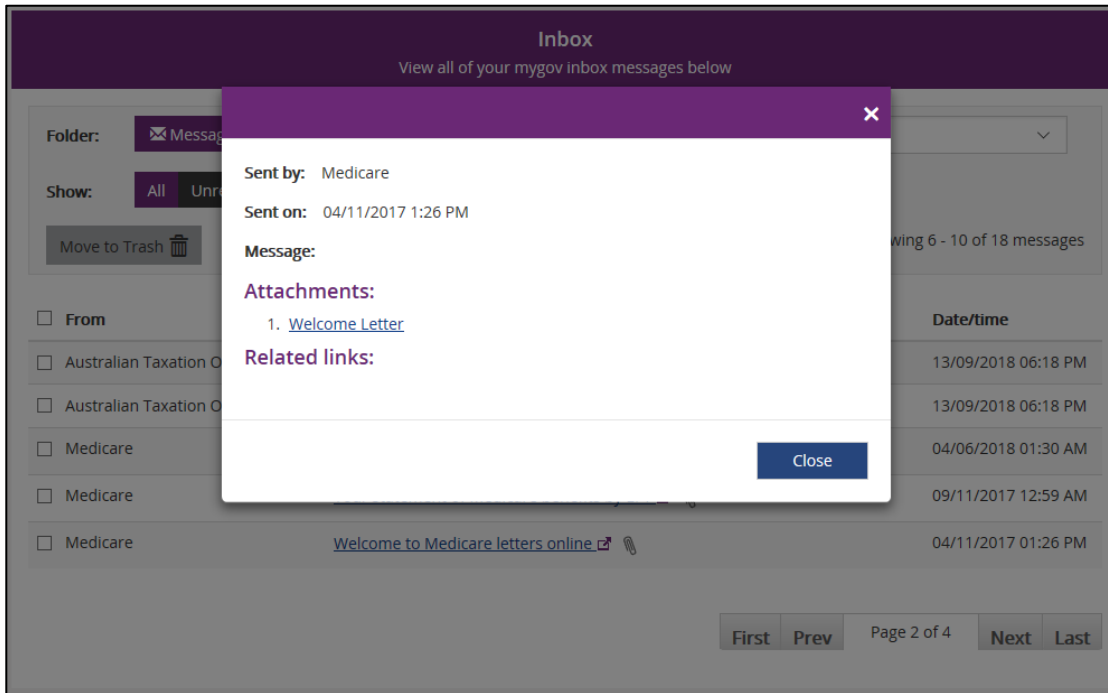 Inbox
View all of your mygov inbox messages below
Folder:
Sent by: Medicare
Show: All
Sent on: 04/11/2017 1:26 PM
Move to Trash
Message:
6 - 10 of 18 messages
Attachments:
1. Welcome Letter
From
Date/time
Related links:
Australian Taxation
13/09/2018 06:18 PM
Australian Taxation
13/09/2018 06:18 PM
Medicare
04/06/2018 01:30 AM
Close
Medicare
09/11/2017 12:59 AM
Medicare Welcome to Medicare letters online 04/11/2017 01:26 PM
First Prev Page 2 of 4 Next Last